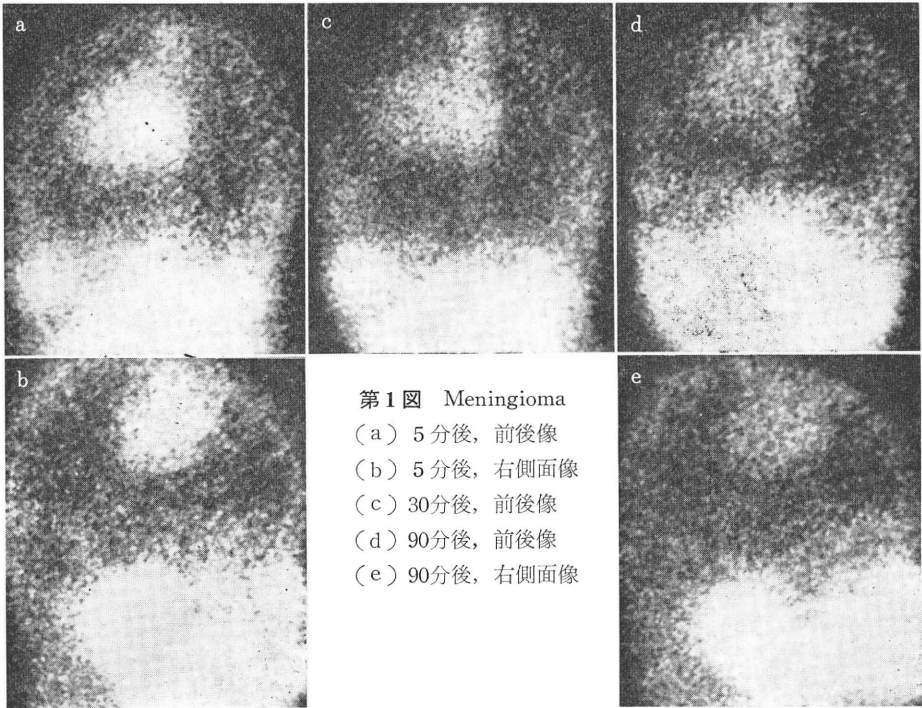 a
c
d
b
e
第1図 Meningioma
(a) 5分後，前後像
(b) 5分後，右側面像
(c) 30分後，前後像
(d) 90分後，前後像
(e) 90分後，右側面像